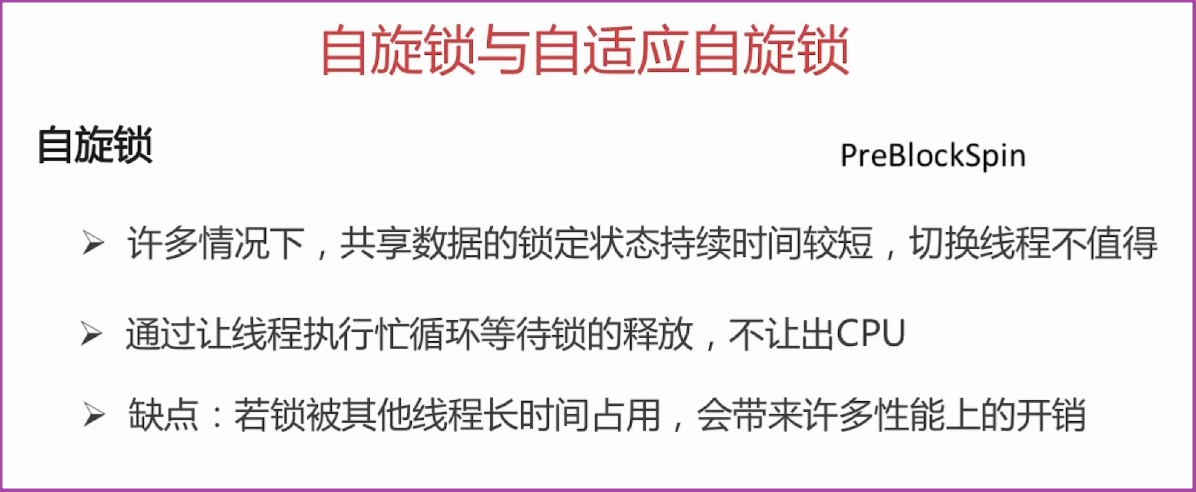 自旋锁与自适应自旋锁
自旋锁
PreBlockSpin
许多情况下，共享数据的锁定状态持续时间较短，切换线程不值得
通过让线程执行忙循环等待锁的释放，不让出CPU
缺点：若锁被其他线程长时间占用，会带来许多性能上的开销